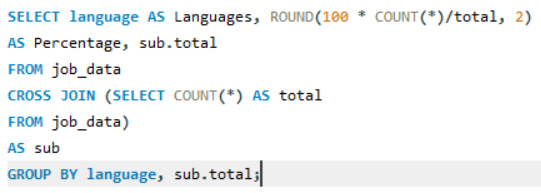 SELECT language AS Languages, ROUND(100 * COUNT(*)/total, 2)
AS Percentage, sub.total
FROM job_data
CROSS JOIN (SELECT COUNT(*) AS total
FROM job_data)
AS sub
GROUP BY language, sub.total;